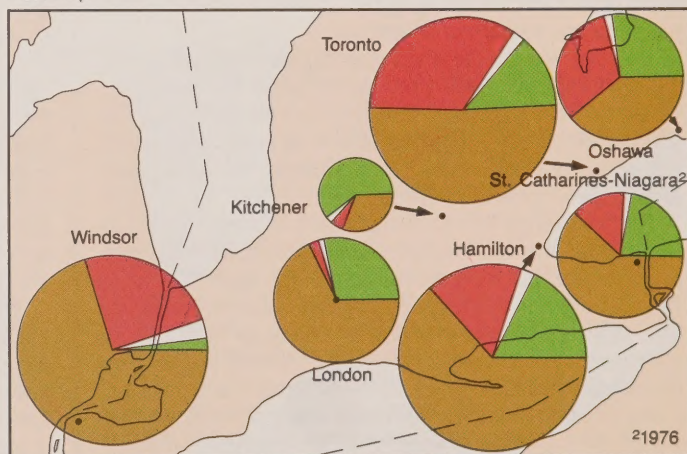 Toronto
Oshawa
St. Catharines-Niagara²
Kitchener
Windsor
Hamilton
London
²1976